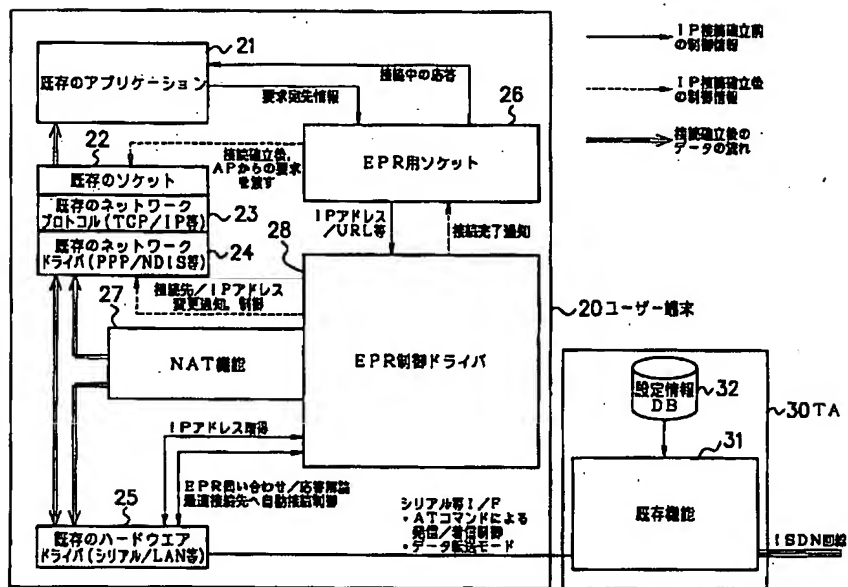 21
既存のアプリケーション
接続中の応答
要求宛先情報
26
IP接続確立前
の制御情報
IP接続確立後
の制御情報
接続確立後の
データの流れ
22
既存のソケット
接続確立後,
APからの要求
を渡す
EPR用ソケット
既存のネットワーク
プロトコル(TCP/IP等)
23
既存のネットワーク
ドライバ(PPP/NDIS等)
24
IPアドレス
/URL等
接続完了通知
28
接続先/IPアドレス
変更通知,制御
27
NAT機能
EPR制御ドライバ
20ユーザー端末
設定情報
DB
32
30TA
31
既存機能
IPアドレス取得
EPR問い合わせ/応答解読
最適接続先へ自動接続制御
25
既存のハードウエア
ドライバ(シリアル/LAN等)
シリアル等I/F
・ATコマンドによる
発信/着信制御
・データ転送モード
ISDN回線